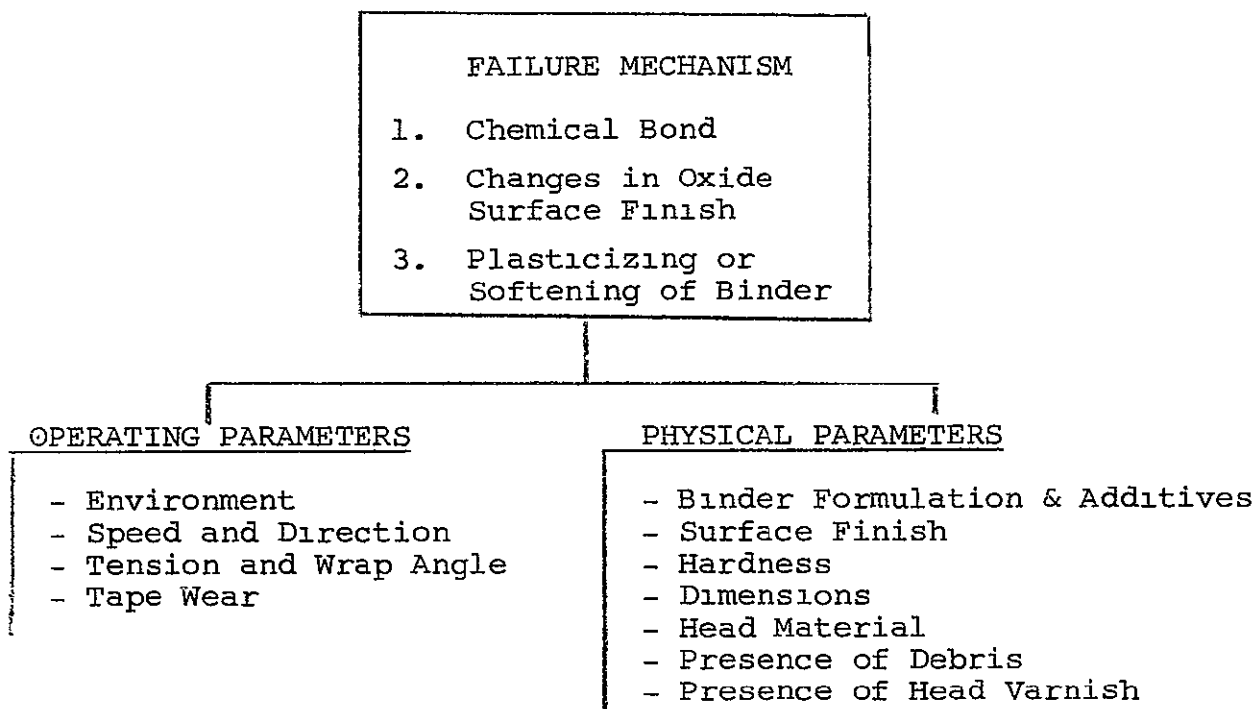 FAILURE MECHANISM
1. Chemical Bond
2. Changes in Oxide
Surface Finish
3. Plasticizing or
Softening of Binder
OPERATING PARAMETERS
- Environment
- Speed and Direction
- Tension and Wrap Angle
- Tape Wear
PHYSICAL PARAMETERS
- Binder Formulation & Additives
- Surface Finish
- Hardness
- Dimensions
- Head Material
- Presence of Debris
- Presence of Head Varnish